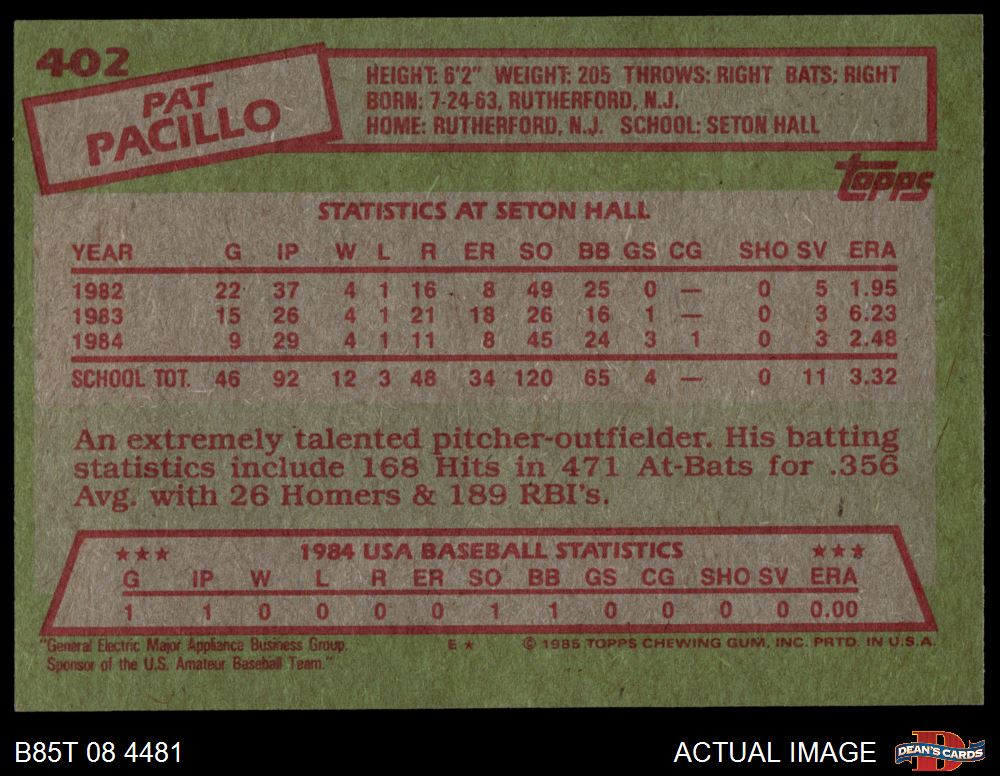 402
PAT
PACILLO
HEIGHT: 6'2" WEIGHT: 205 THROWS: RIGHT BATS: RIGHT
BORN: 7-24-63, RUTHERFORD, N.J.
HOME: RUTHERFORD, N.J. SCHOOL: SETON HALL
topps
STATISTICS AT SETON HALL
YEAR G IP W L R ER SO BB GS CG SHO SV ERA
1982 22 37 4 1 16 8 49 25 0 — 0 5 1.95
1983 15 26 4 1 21 18 26 16 1 — 0 3 6.23
1984 9 29 4 1 11 8 45 24 3 1 0 3 2.48
SCHOOL TOT. 46 92 12 3 48 34 120 65 4 — 0 11 3.32
An extremely talented pitcher-outfielder. His batting
statistics include 168 Hits in 471 At-Bats for .356
Avg. with 26 Homers & 189 RBI's.
★★★ 1984 USA BASEBALL STATISTICS ★★★
G IP W L R ER SO BB GS CG SHO SV ERA
1 1 0 0 0 0 1 1 0 0 0 0 0.00
"General Electric Major Appliance Business Group, E★ © 1985 TOPPS CHEWING GUM, INC. PRTD. IN U.S.A.
Sponsor of the U.S. Amateur Baseball Team."
B85T 08 4481 ACTUAL IMAGE D DEAN'S CARDS